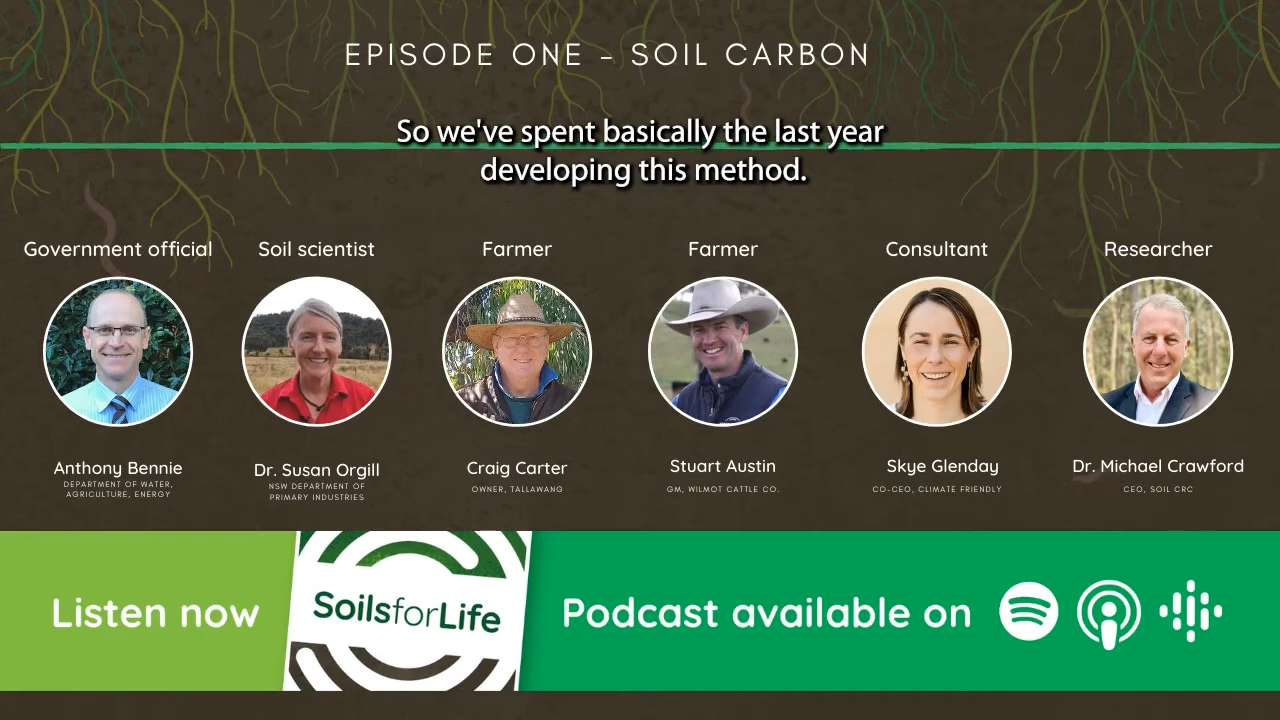 EPISODE ONE – SOIL CARBON
So we've spent basically the last year
developing this method.
Government official
Soil scientist
Farmer
Farmer
Consultant
Researcher
Anthony Bennie
DEPARTMENT OF WATER,
AGRICULTURE, ENERGY
Dr. Susan Orgill
NSW DEPARTMENT OF
PRIMARY INDUSTRIES
Craig Carter
OWNER, TALLAWANG
Stuart Austin
GM, WILMOT CATTLE CO.
Skye Glenday
CO-CEO, CLIMATE FRIENDLY
Dr. Michael Crawford
CEO, SOIL CRC
Listen now
SoilsforLife
Podcast available on